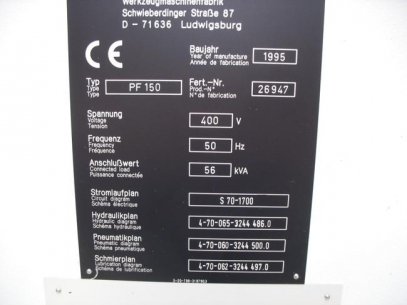 Werkzeugmaschinenfabrik
Schwieberdinger Straße 87
D - 71636 Ludwigsburg
CE
Baujahr
Year of manufacture
Année de fabrication
1995
Typ
Type
Type
PF 150
Fert.-Nr.
Prod.-N°
N° de fabrication
26947
Spannung
Voltage
Tension
400 V
Frequenz
Frequency
Fréquence
50 Hz
Anschlußwert
Connected load
Puissance connectée
56 kVA
Stromlaufplan
Circuit diagram
Schéma électrique
S 70-1700
Hydraulikplan
Hydraulic diagram
Schéma hydraulique
4-70-065-3244 486.0
Pneumatikplan
Pneumatic diagram
Schéma pneumatique
4-70-060-3244 500.0
Schmierplan
Lubrication diagram
Schéma de lubrification
4-70-062-3244 497.0